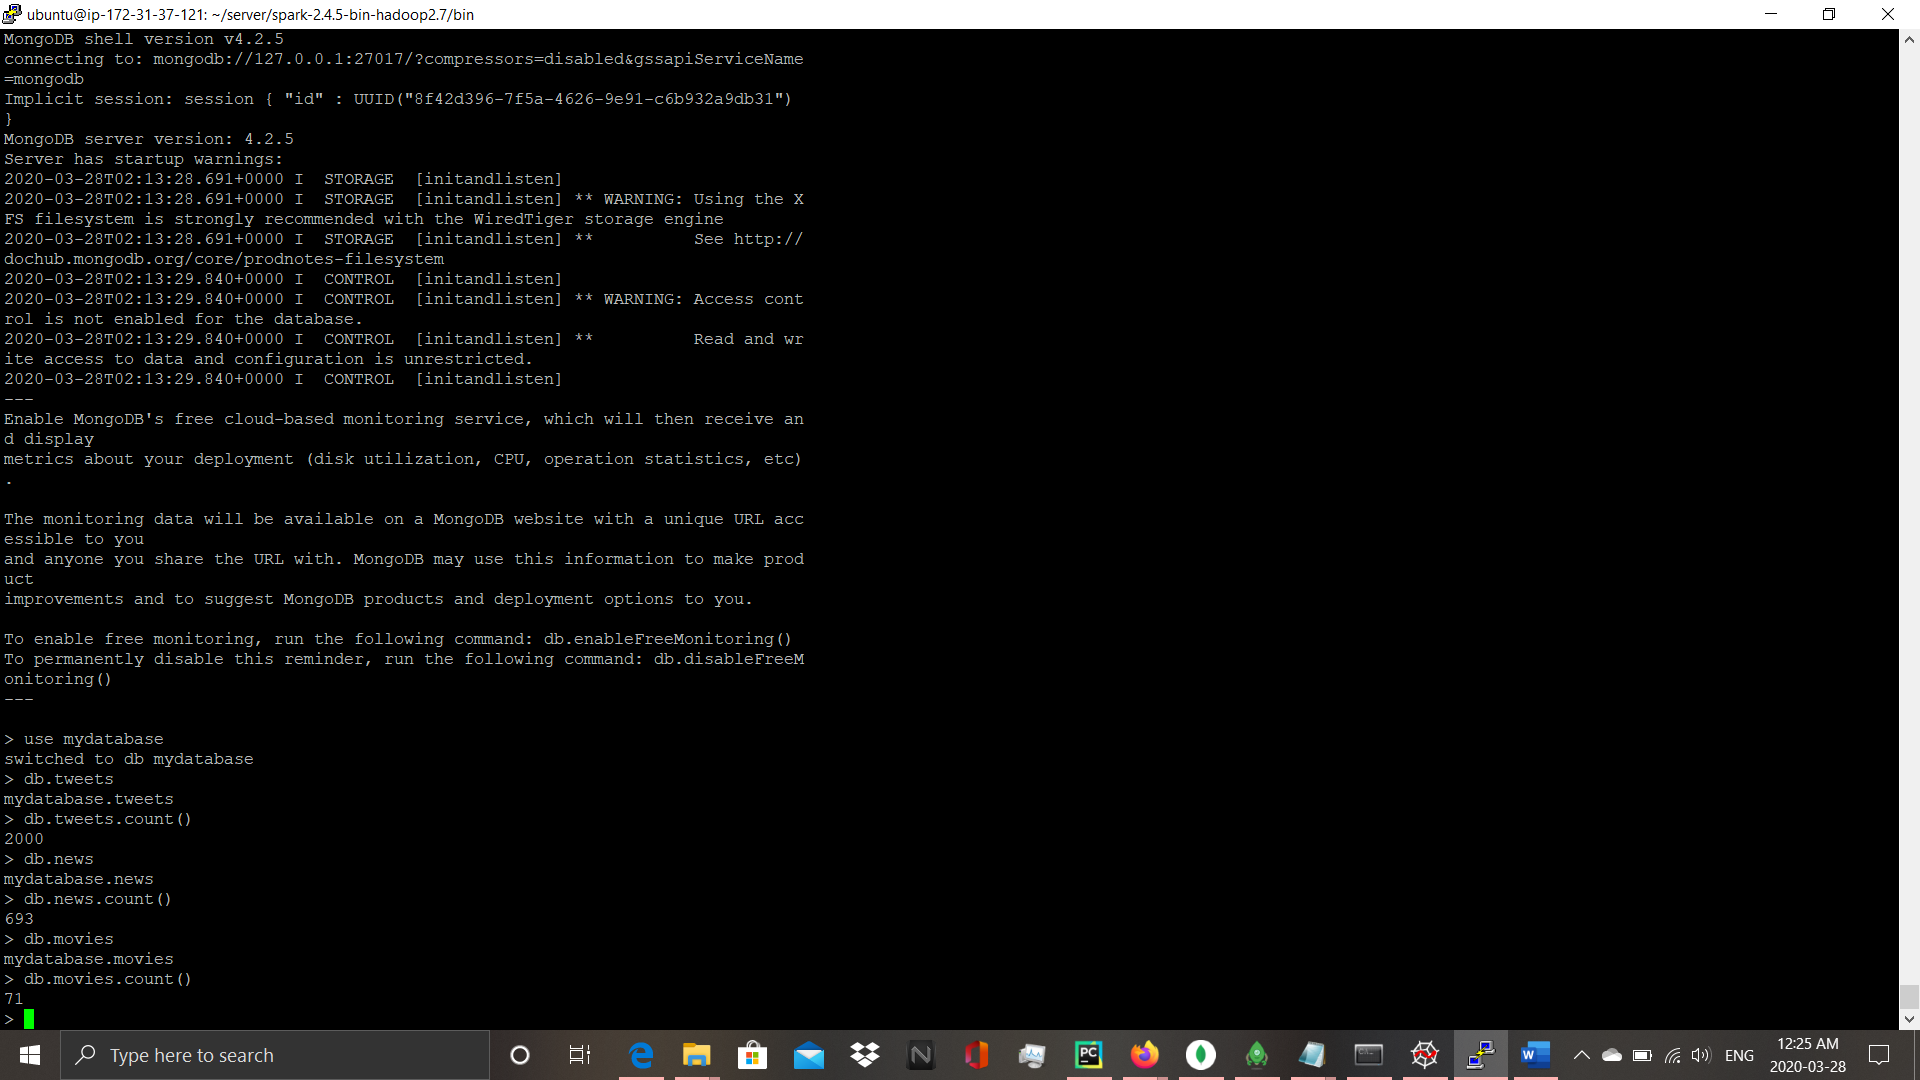 ubuntu@ip-172-31-37-121: ~/server/spark-2.4.5-bin-hadoop2.7/bin
MongoDB shell version v4.2.5
connecting to: mongodb://127.0.0.1:27017/?compressors=disabled&gssapiServiceName
=mongodb
Implicit session: session { "id" : UUID("8f42d396-7f5a-4626-9e91-c6b932a9db31")
}
MongoDB server version: 4.2.5
Server has startup warnings:
2020-03-28T02:13:28.691+0000 I  STORAGE  [initandlisten]
2020-03-28T02:13:28.691+0000 I  STORAGE  [initandlisten] ** WARNING: Using the X
FS filesystem is strongly recommended with the WiredTiger storage engine
2020-03-28T02:13:28.691+0000 I  STORAGE  [initandlisten] **          See http://
dochub.mongodb.org/core/prodnotes-filesystem
2020-03-28T02:13:29.840+0000 I  CONTROL  [initandlisten]
2020-03-28T02:13:29.840+0000 I  CONTROL  [initandlisten] ** WARNING: Access cont
rol is not enabled for the database.
2020-03-28T02:13:29.840+0000 I  CONTROL  [initandlisten] **          Read and wr
ite access to data and configuration is unrestricted.
2020-03-28T02:13:29.840+0000 I  CONTROL  [initandlisten]
---
Enable MongoDB's free cloud-based monitoring service, which will then receive an
d display
metrics about your deployment (disk utilization, CPU, operation statistics, etc)
.
The monitoring data will be available on a MongoDB website with a unique URL acc
essible to you
and anyone you share the URL with. MongoDB may use this information to make prod
uct
improvements and to suggest MongoDB products and deployment options to you.
To enable free monitoring, run the following command: db.enableFreeMonitoring()
To permanently disable this reminder, run the following command: db.disableFreeM
onitoring()
---
> use mydatabase
switched to db mydatabase
> db.tweets
mydatabase.tweets
> db.tweets.count()
2000
> db.news
mydatabase.news
> db.news.count()
693
> db.movies
mydatabase.movies
> db.movies.count()
71
>
Type here to search
ENG
12:25 AM
2020-03-28